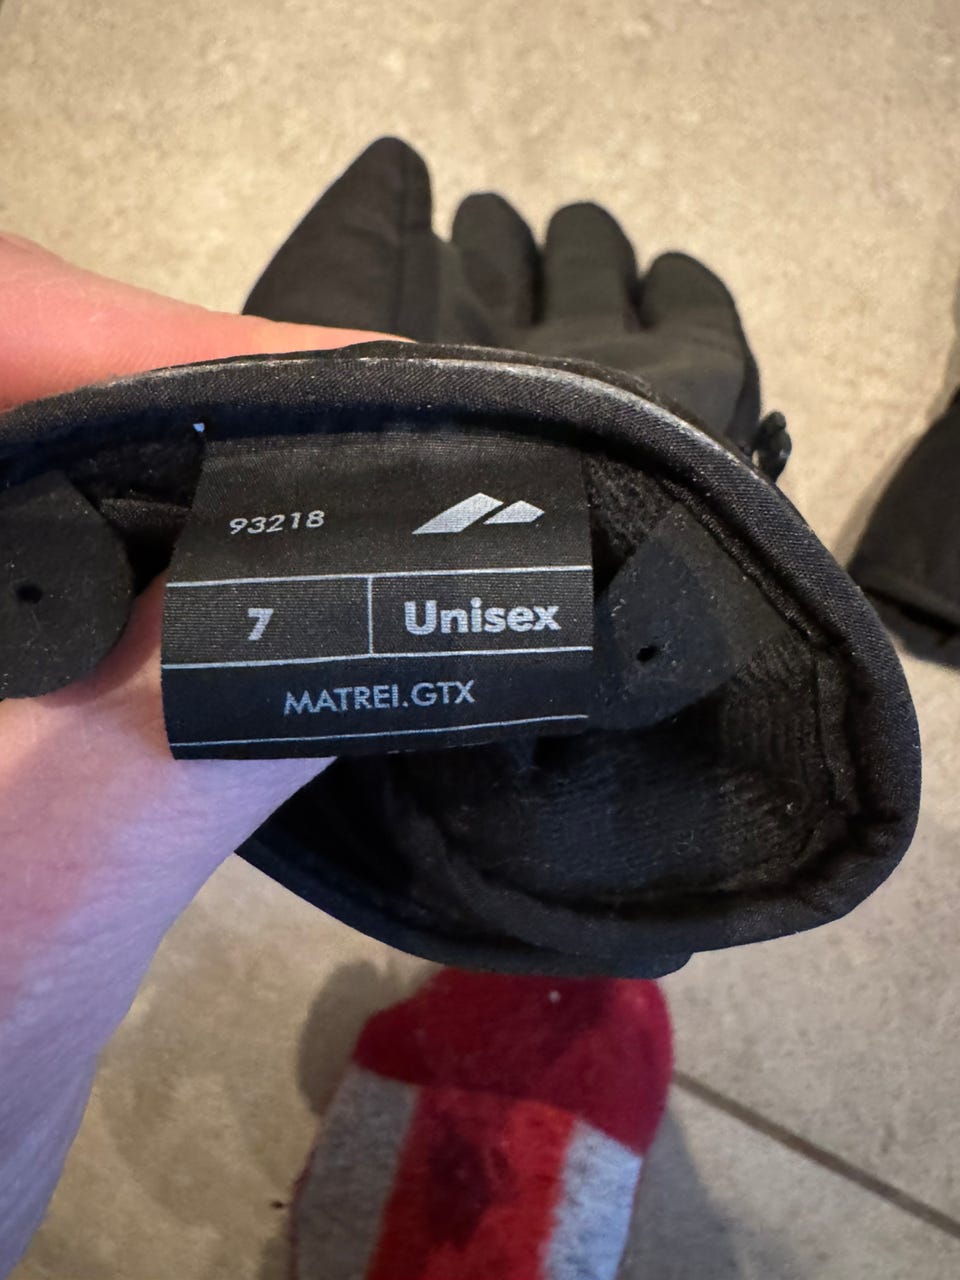 93218
7 Unisex
MATREI.GTX